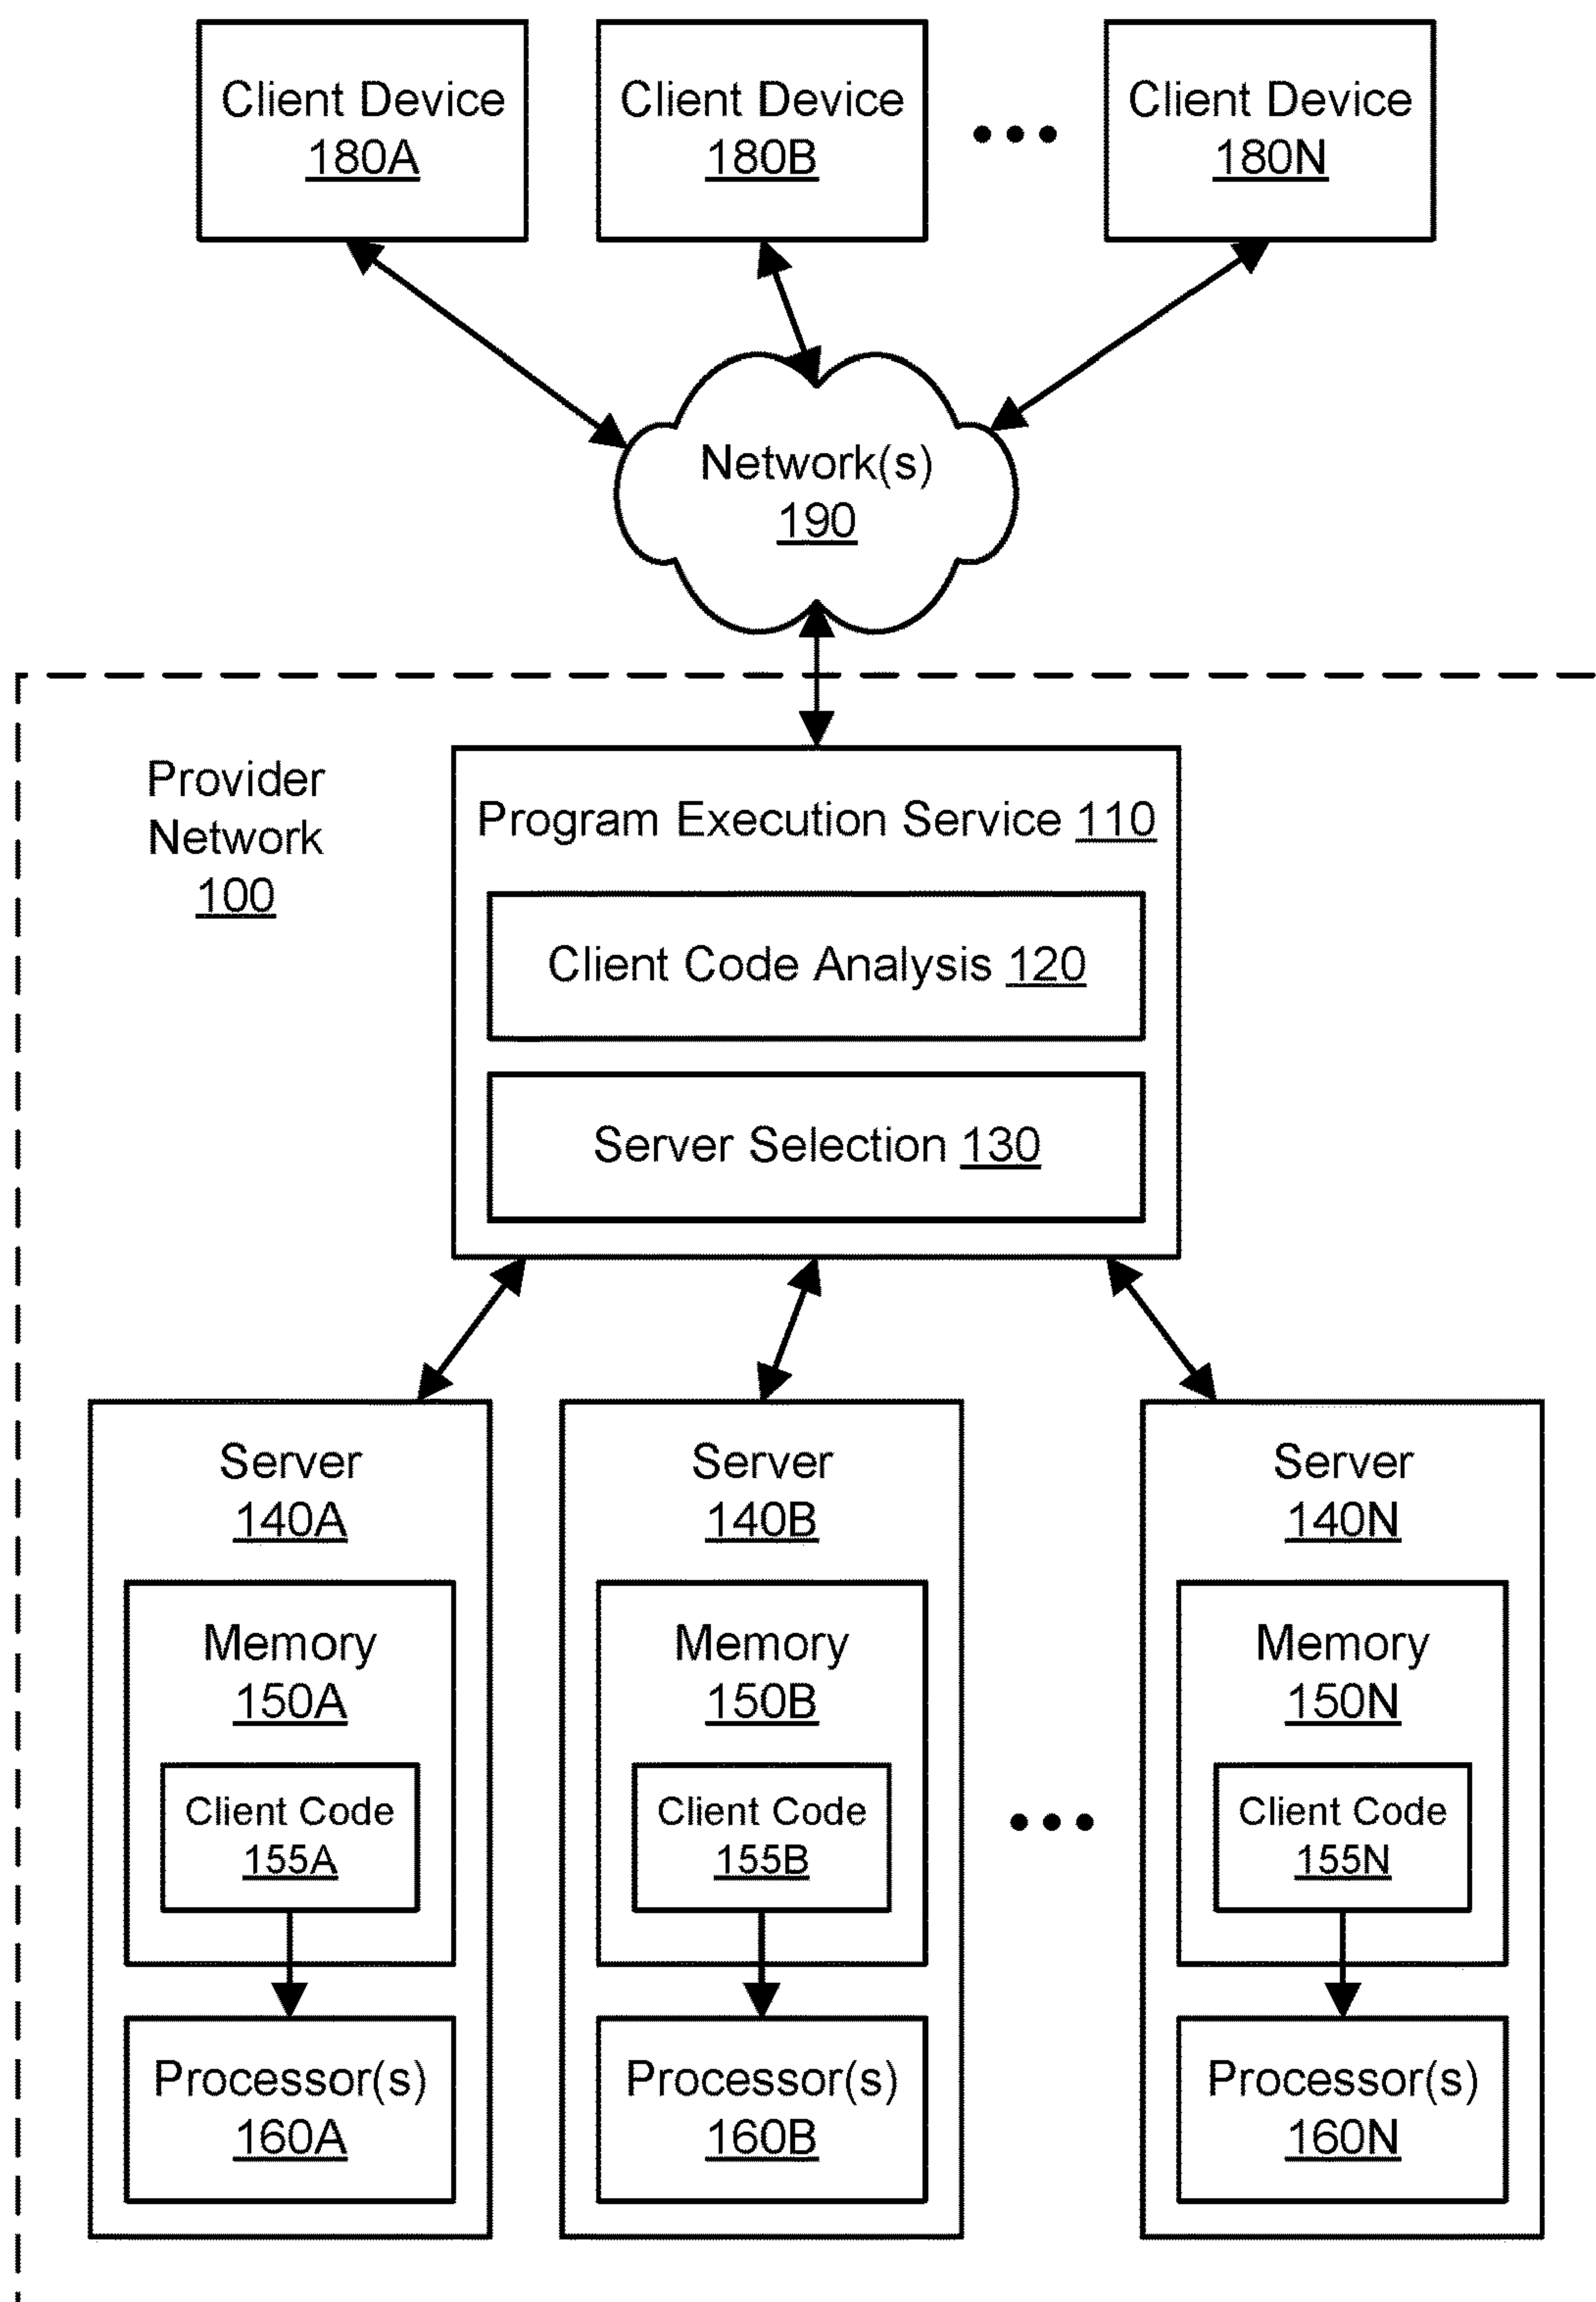 Client Device
180A
Client Device
180B
Client Device
180N
Network(s)
190
Provider
Network
100
Program Execution Service 110
Client Code Analysis 120
Server Selection 130
Server
140A
Memory
150A
Client Code
155A
Processor(s)
160A
Server
140B
Memory
150B
Client Code
155B
Processor(s)
160B
Server
140N
Memory
150N
Client Code
155N
Processor(s)
160N